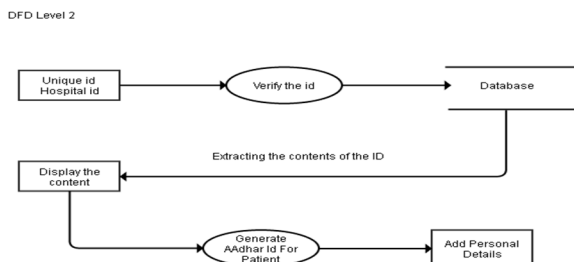 DFD Level 2
Unique id
Hospital id
Verify the id
Database
Extracting the contents of the ID
Display the
content
Generate
AAdhar Id For
Patient
Add Personal
Details